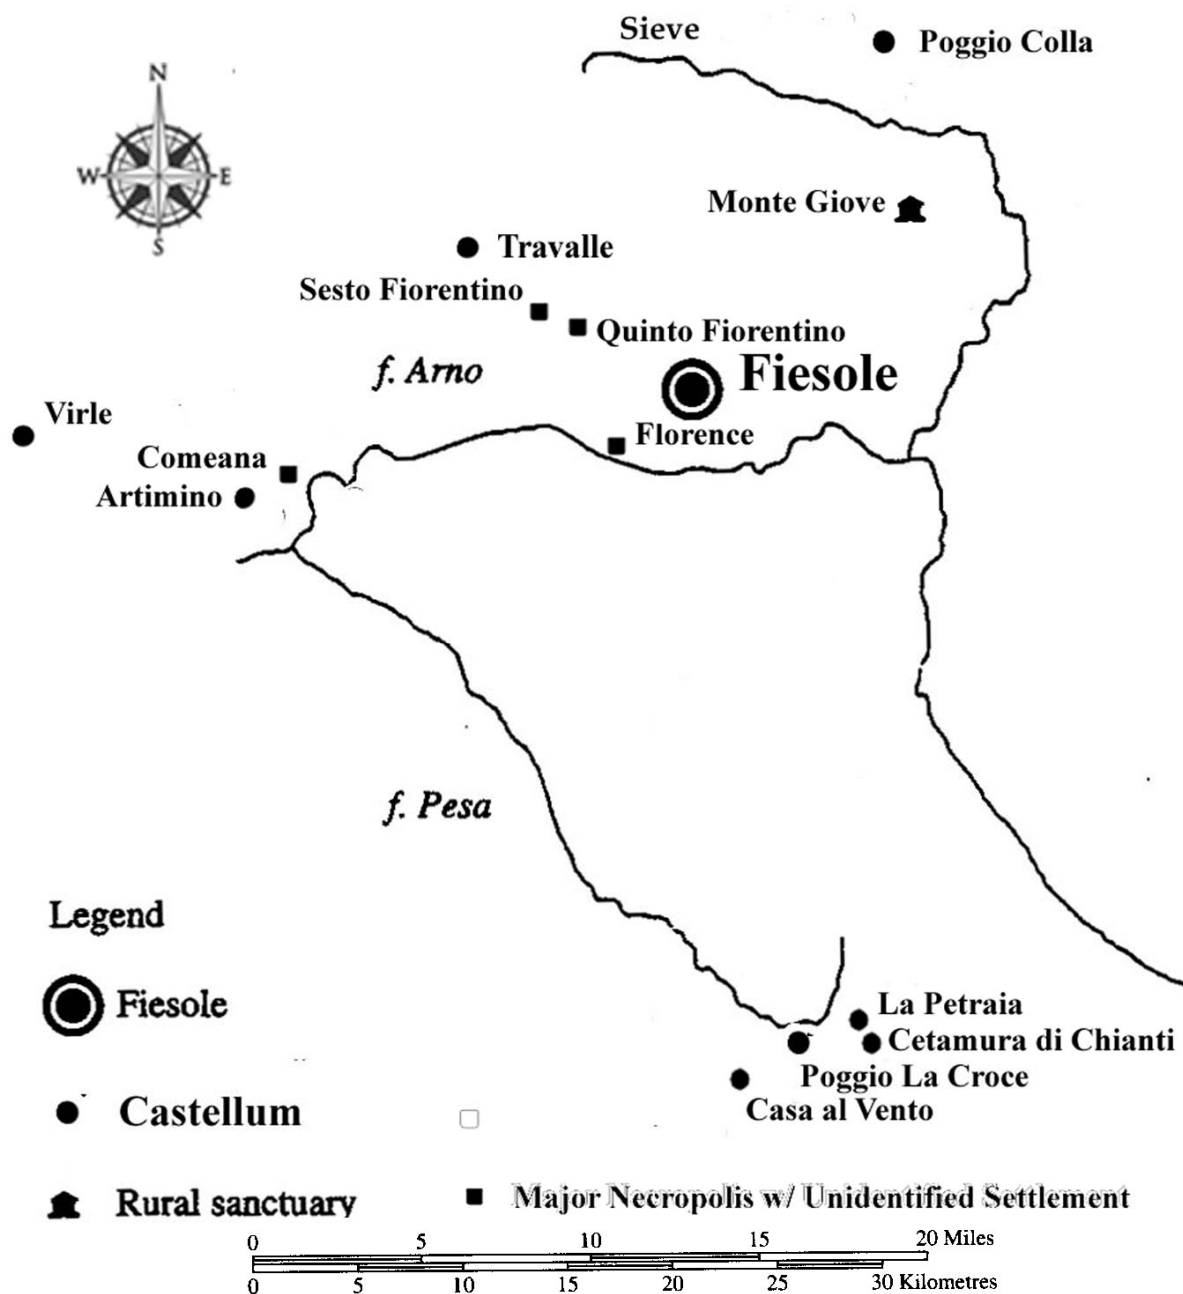 Sieve
Poggio Colla
N
W
E
S
Monte Giove
Travalle
Sesto Fiorentino
Quinto Fiorentino
f. Arno
Fiesole
Virle
Florence
Comeana
Artimino
f. Pesa
Legend
Fiesole
Castellum
Rural sanctuary
Major Necropolis w/ Unidentified Settlement
La Petraia
Cetamura di Chianti
Poggio La Croce
Casa al Vento
0 5 10 15 20 Miles
0 5 10 15 20 25 30 Kilometres